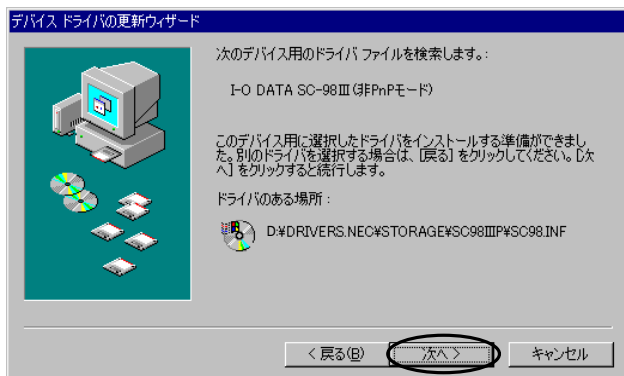 デバイス ドライバの更新ウィザード
次のデバイス用のドライバ ファイルを検索します。:
I-O DATA SC-98Ⅲ(非PnPモード)
このデバイス用に選択したドライバをインストールする準備ができまし
た。別のドライバを選択する場合は、[戻る] をクリックしてください。[次
へ] をクリックすると続行します。
ドライバのある場所:
D:¥DRIVERS.NEC¥STORAGE¥SC98ⅢP¥SC98.INF
< 戻る(B) 次へ > キャンセル